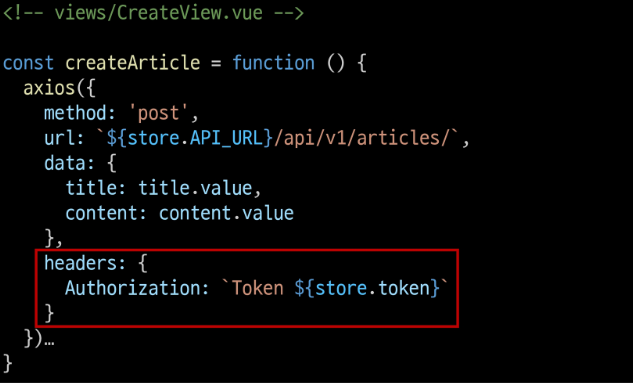 <!-- views/CreateView.vue -->
const createArticle = function () {
  axios({
    method: 'post',
    url: `${store.API_URL}/api/v1/articles/`,
    data: {
      title: title.value,
      content: content.value
    },
    headers: {
      Authorization: `Token ${store.token}`
    }
  })…
}